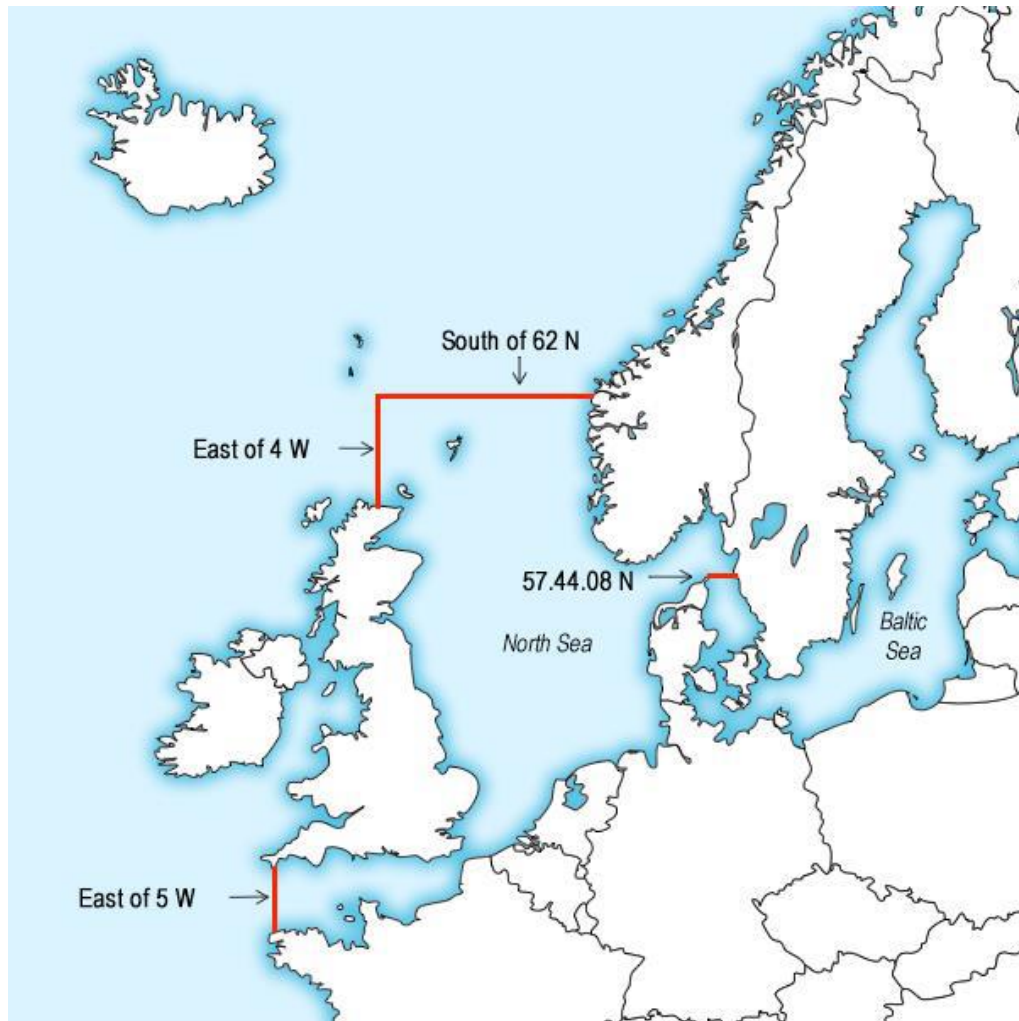 South of 62 N
East of 4 W
57.44.08 N
North Sea
Baltic
Sea
East of 5 W